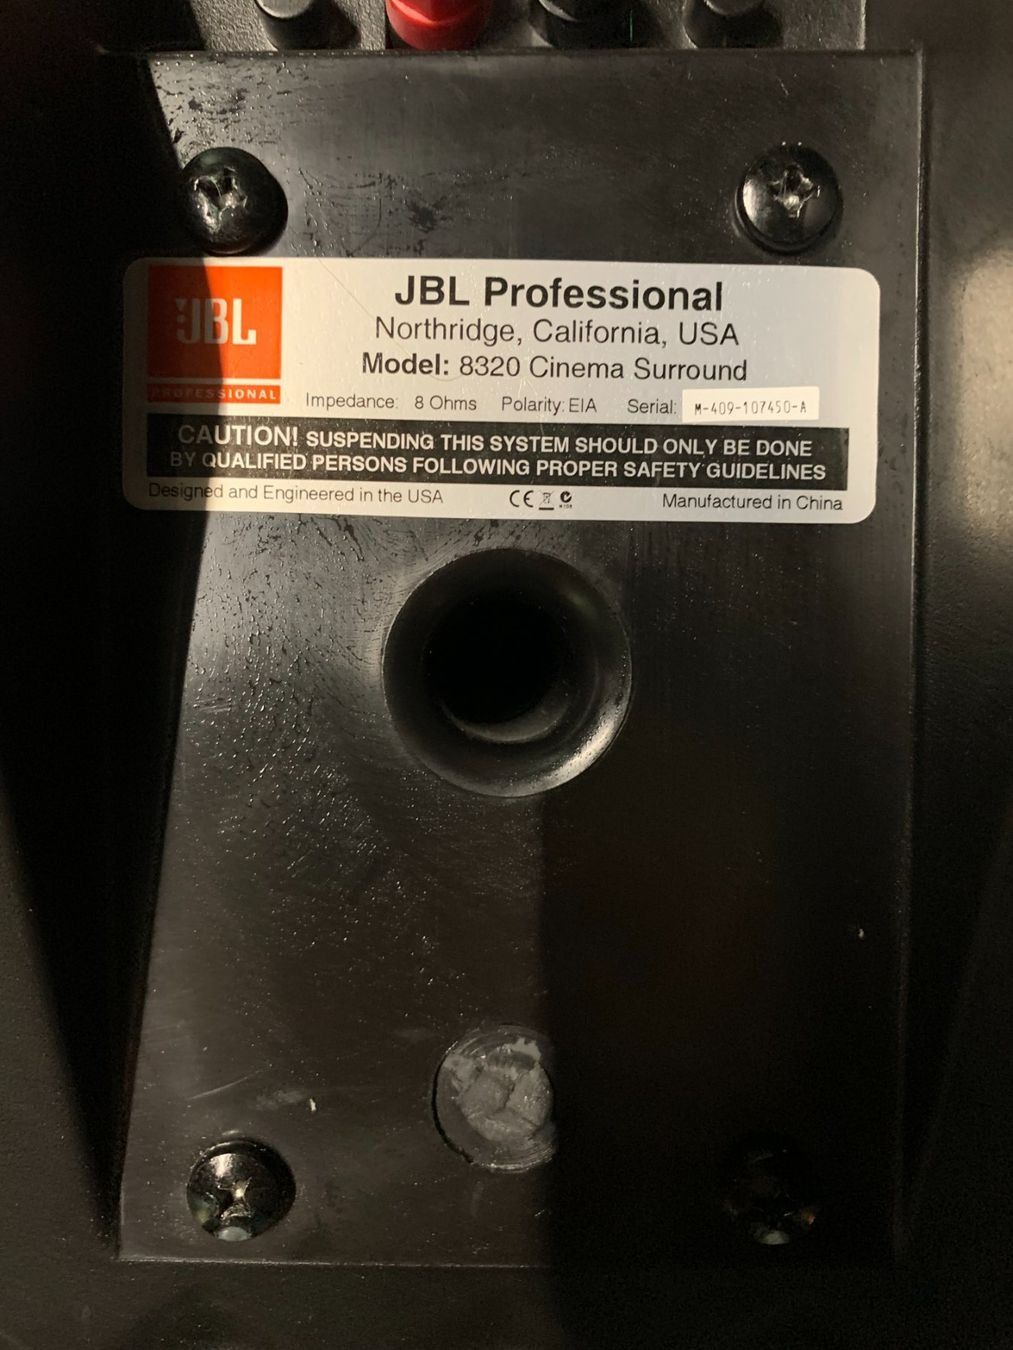 JBL
PROFESSIONAL
JBL Professional
Northridge, California, USA
Model: 8320 Cinema Surround
Impedance: 8 Ohms Polarity: EIA Serial: M-409-107450-A
CAUTION! SUSPENDING THIS SYSTEM SHOULD ONLY BE DONE
BY QUALIFIED PERSONS FOLLOWING PROPER SAFETY GUIDELINES
Designed and Engineered in the USA CE Manufactured in China